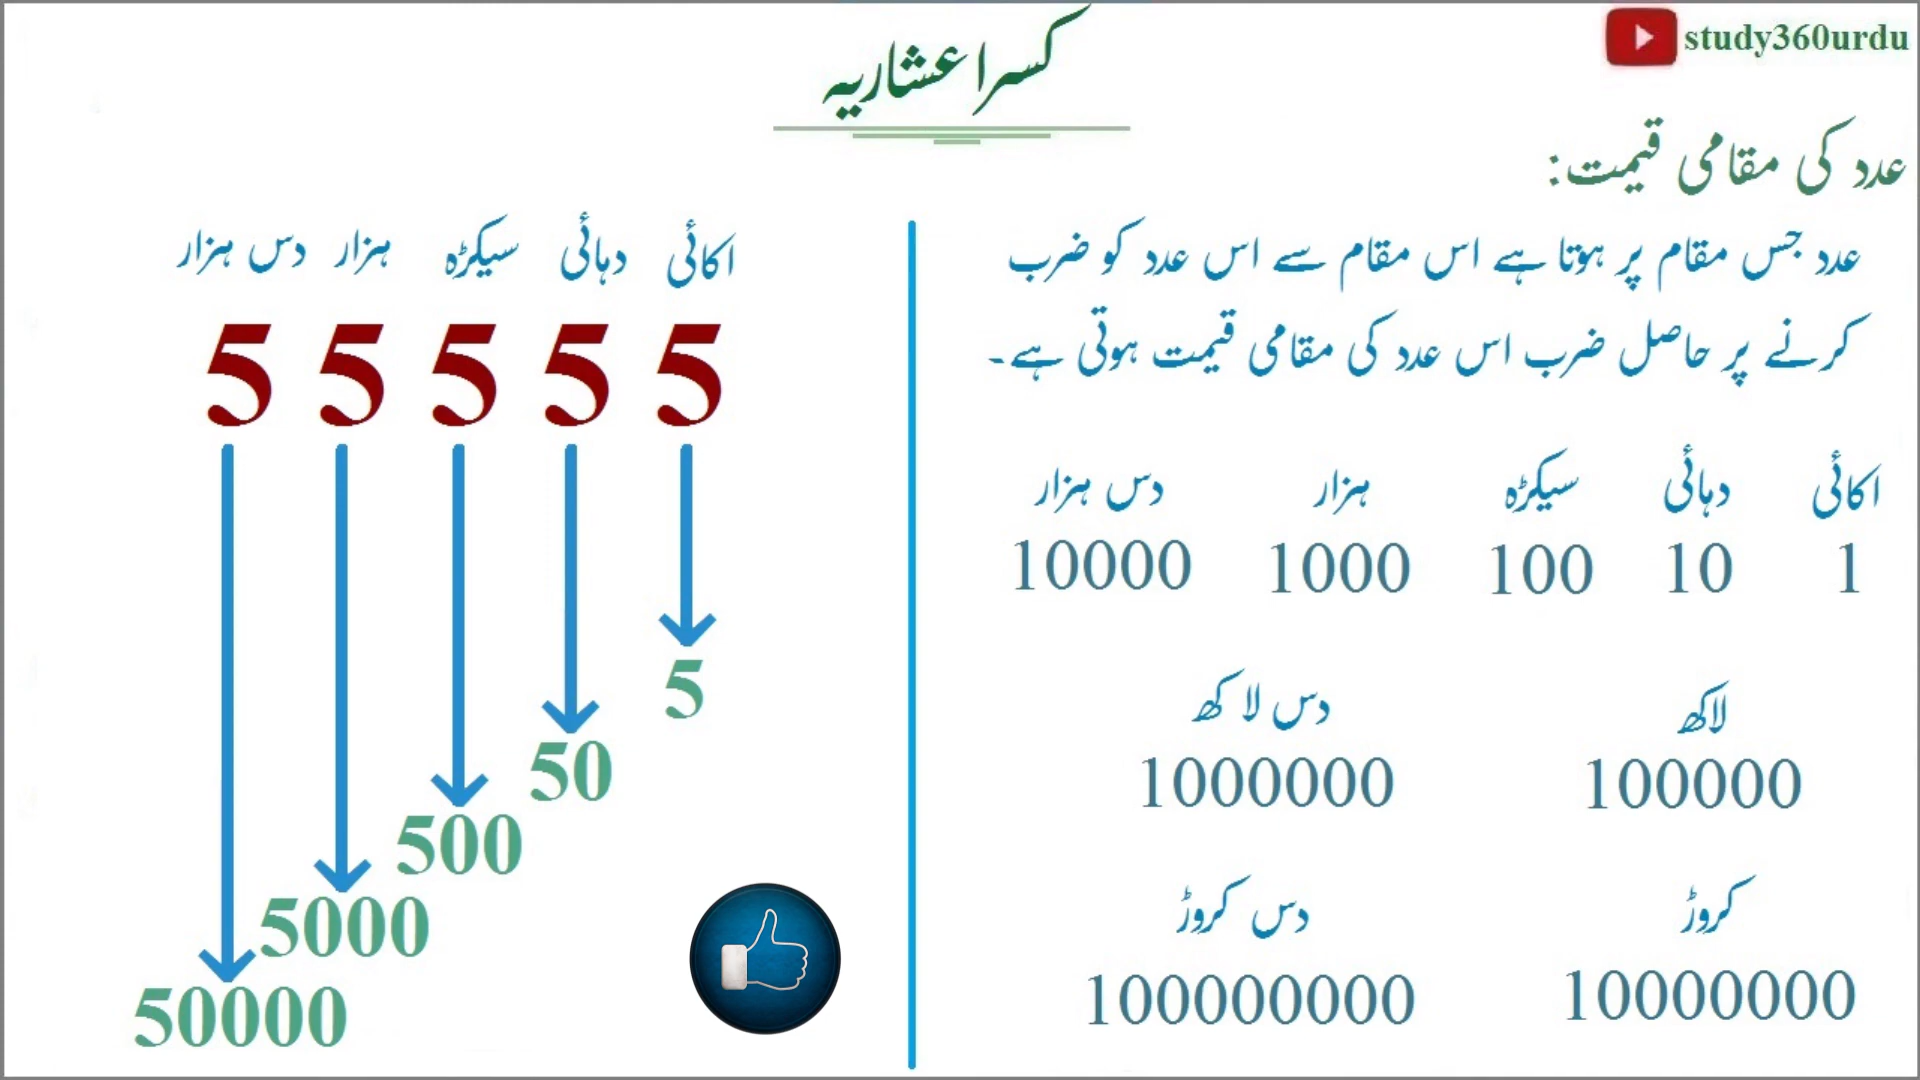 کسر اعشاریہ
study360urdu
عدد کی مقامی قیمت:
عدد جس مقام پر ہوتا ہے اس مقام سے اس عدد کو ضرب
کرنے پر حاصل ضرب اس عدد کی مقامی قیمت ہوتی ہے۔
اکائی دہائی سیکڑہ ہزار دس ہزار
1 10 100 1000 10000
لاکھ دس لاکھ
100000 1000000
کروڑ دس کروڑ
10000000 100000000
اکائی دہائی سیکڑہ ہزار دس ہزار
5 5 5 5 5
5
50
500
5000
50000